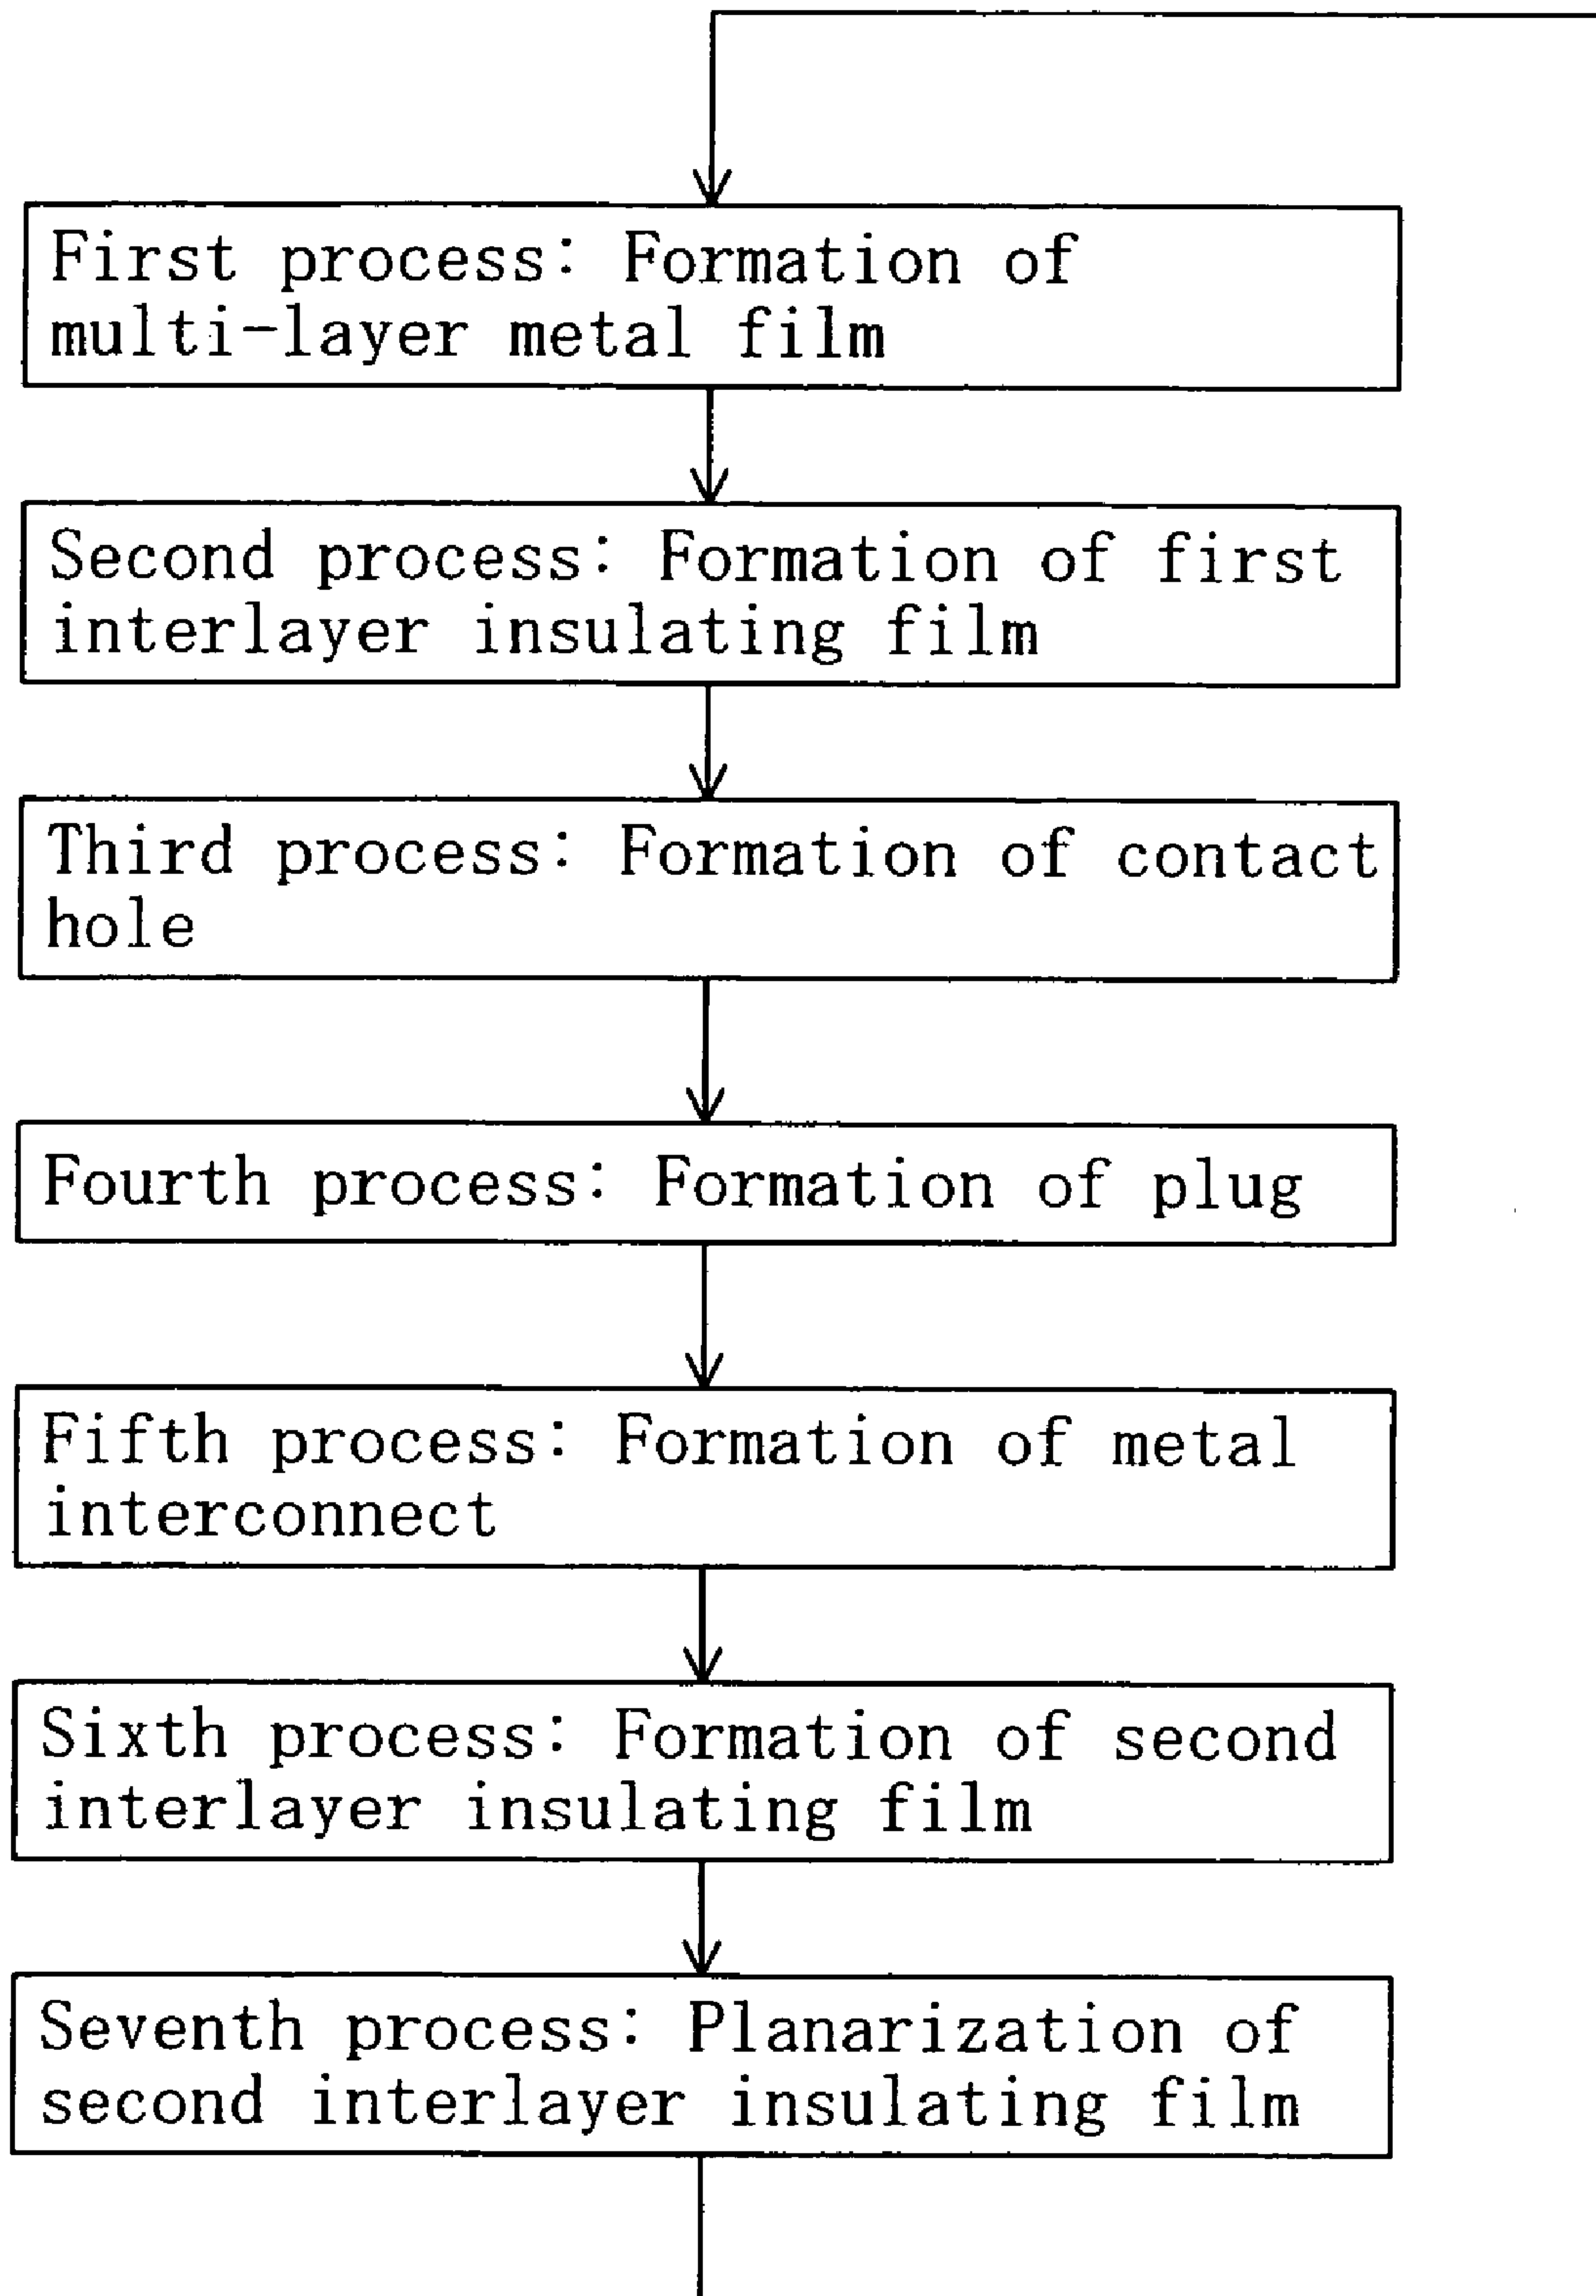 First process: Formation of
multi-layer metal film
Second process: Formation of first
interlayer insulating film
Third process: Formation of contact
hole
Fourth process: Formation of plug
Fifth process: Formation of metal
interconnect
Sixth process: Formation of second
interlayer insulating film
Seventh process: Planarization of
second interlayer insulating film